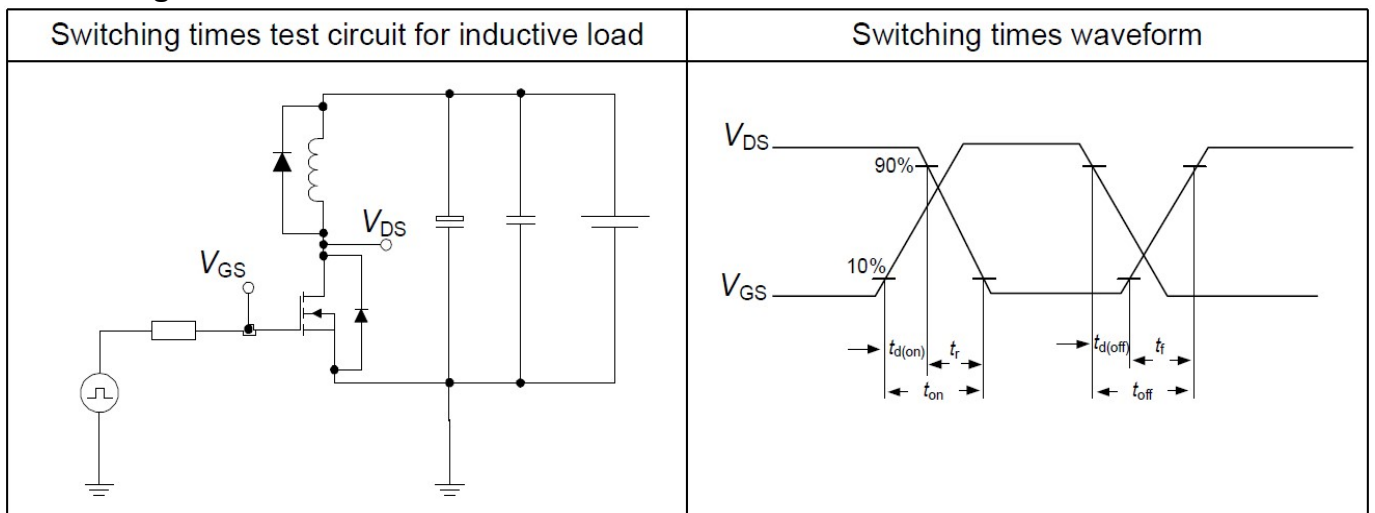 Switching times test circuit for inductive load
Switching times waveform
VDS
VGS
VDS
90%
10%
VGS
td(on) tr
td(off) tf
ton
toff